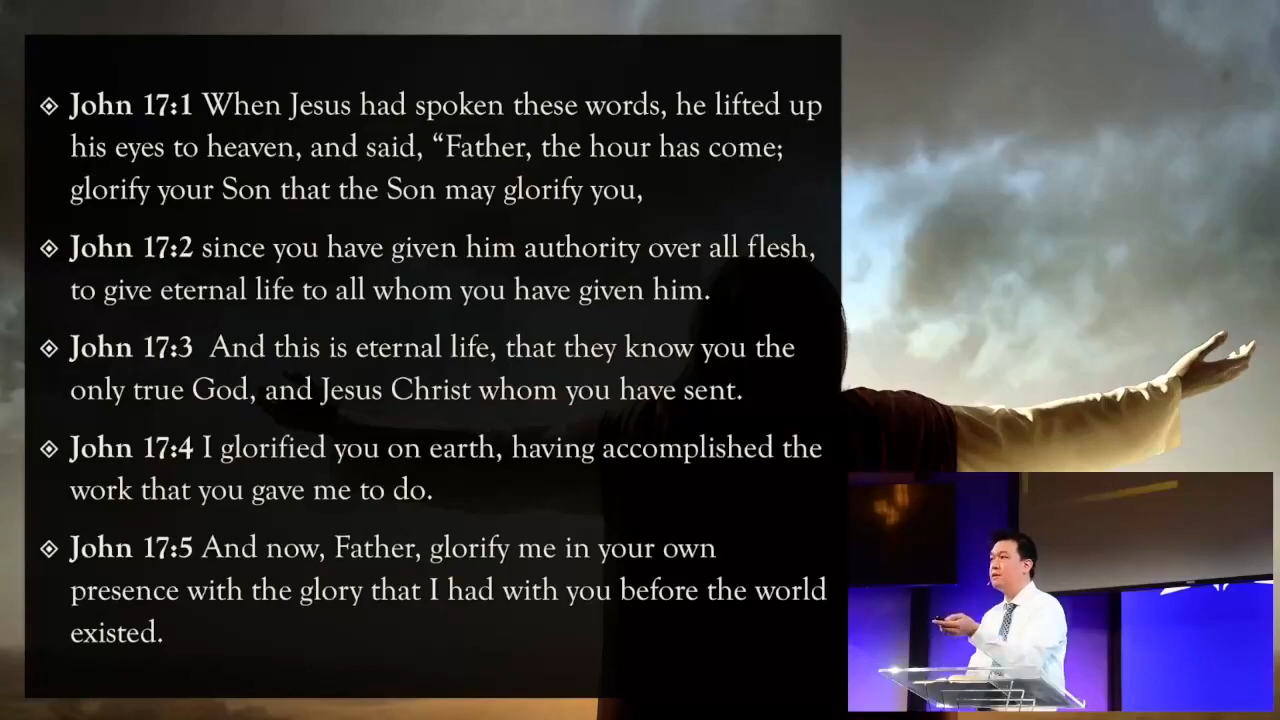 John 17:1 When Jesus had spoken these words, he lifted up
his eyes to heaven, and said, “Father, the hour has come;
glorify your Son that the Son may glorify you,
John 17:2 since you have given him authority over all flesh,
to give eternal life to all whom you have given him.
John 17:3 And this is eternal life, that they know you the
only true God, and Jesus Christ whom you have sent.
John 17:4 I glorified you on earth, having accomplished the
work that you gave me to do.
John 17:5 And now, Father, glorify me in your own
presence with the glory that I had with you before the world
existed.